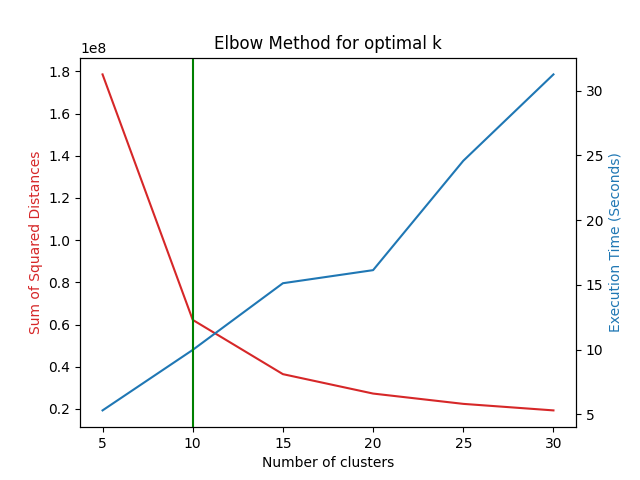 Elbow Method for optimal k
1e8
1.8
1.6
1.4
1.2
1.0
0.8
0.6
0.4
0.2
Sum of Squared Distances
30
25
20
15
10
5
Execution Time (Seconds)
5 10 15 20 25 30
Number of clusters